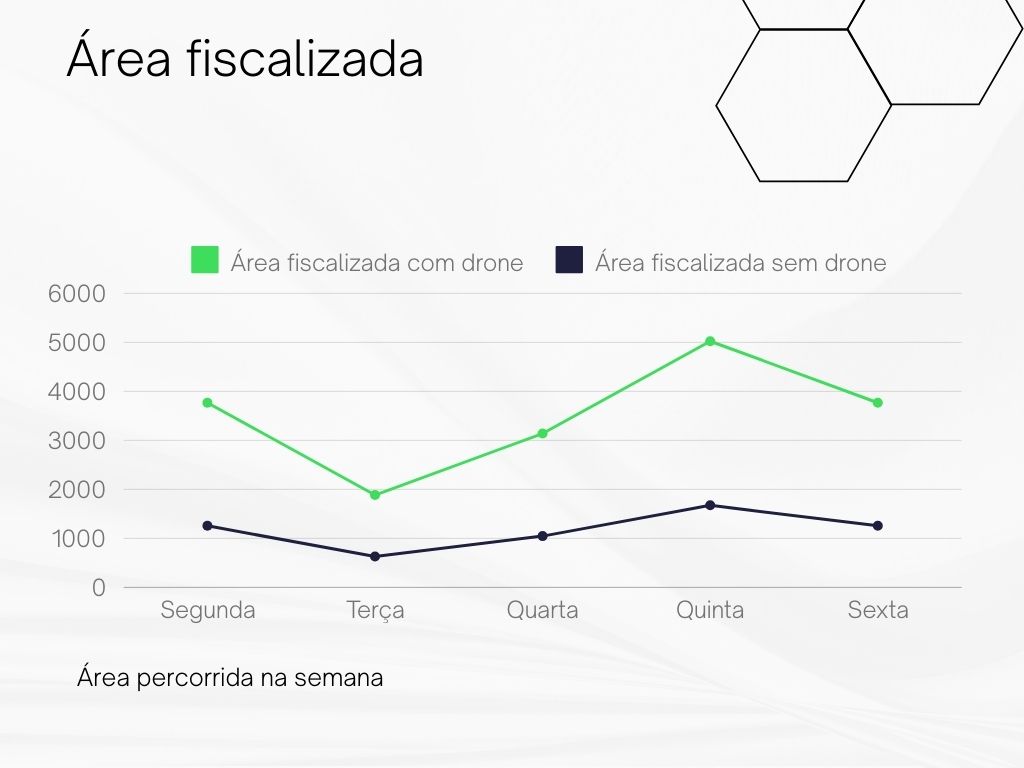 Área fiscalizada
Área fiscalizada com drone Área fiscalizada sem drone
6000
5000
4000
3000
2000
1000
0
Segunda Terça Quarta Quinta Sexta
Área percorrida na semana